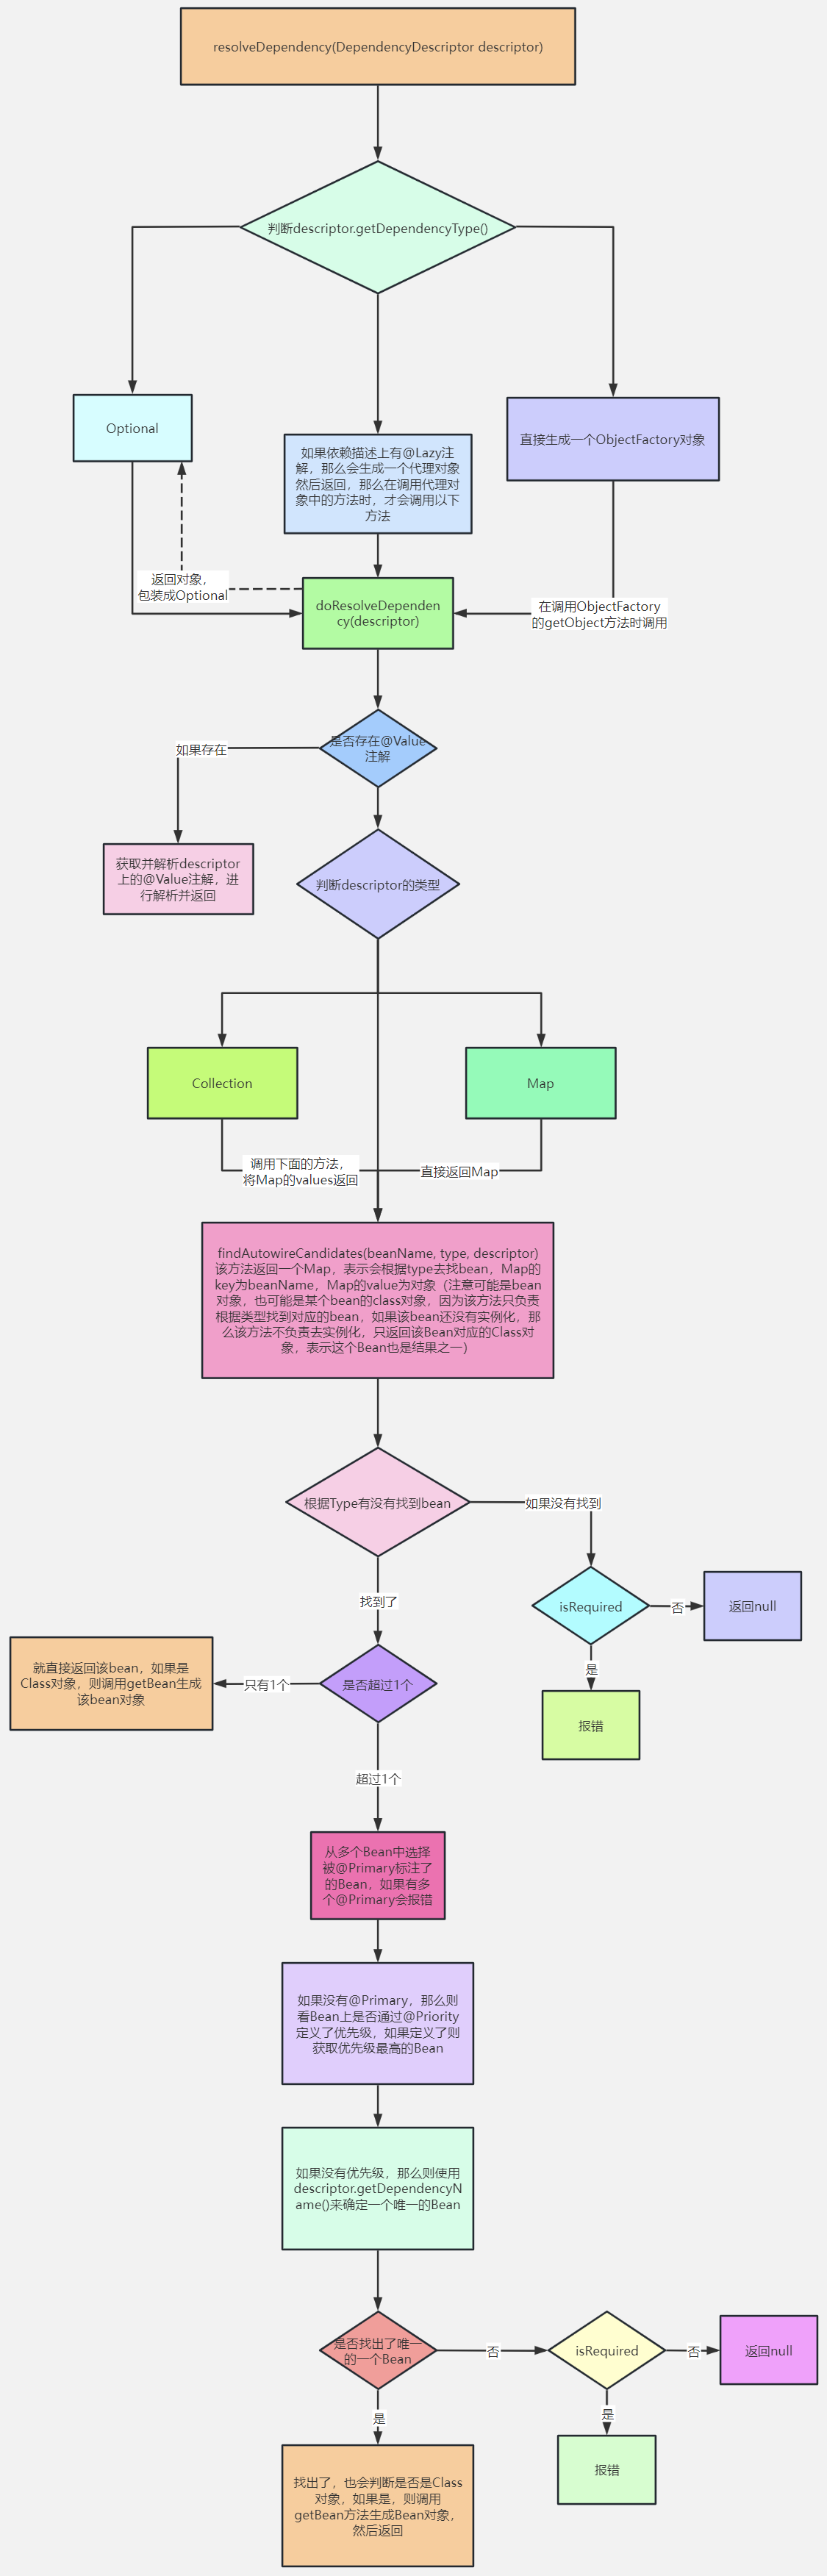 resolveDependency(DependencyDescriptor descriptor)
判断descriptor.getDependencyType()
Optional
如果依赖描述上有@Lazy注
解，那么会生成一个代理对象
然后返回，那么在调用代理对
象中的方法时，才会调用以下
方法
直接生成一个ObjectFactory对象
返回对象，
包装成Optional
doResolveDependen
cy(descriptor)
在调用ObjectFactory
的getObject方法时调用
如果存在
是否存在@Value
注解
获取并解析descriptor
上的@Value注解，进
行解析并返回
判断descriptor的类型
Collection
Map
调用下面的方法，
将Map的values返回
直接返回Map
findAutowireCandidates(beanName, type, descriptor)
该方法返回一个Map，表示会根据type去找bean，Map的
key为beanName，Map的value为对象（注意可能是bean
对象，也可能是某个bean的class对象，因为该方法只负责
根据类型找到对应的bean，如果该bean还没有实例化，那
么该方法不负责去实例化，只返回该Bean对应的Class对
象，表示这个Bean也是结果之一）
根据Type有没有找到bean
如果没有找到
找到了
isRequired
否
返回null
是
报错
是否超过1个
只有1个
就直接返回该bean，如果是
Class对象，则调用getBean生成
该bean对象
超过1个
从多个Bean中选择
被@Primary标注了
的Bean，如果有多
个@Primary会报错
如果没有@Primary，那么则
看Bean上是否通过@Priority
定义了优先级，如果定义了则
获取优先级最高的Bean
如果没有优先级，那么则使用
descriptor.getDependencyN
ame()来确定一个唯一的Bean
是否找出了唯一
的一个Bean
否
isRequired
否
返回null
是
是
报错
找出了，也会判断是否是Class
对象，如果是，则调用
getBean方法生成Bean对象，
然后返回